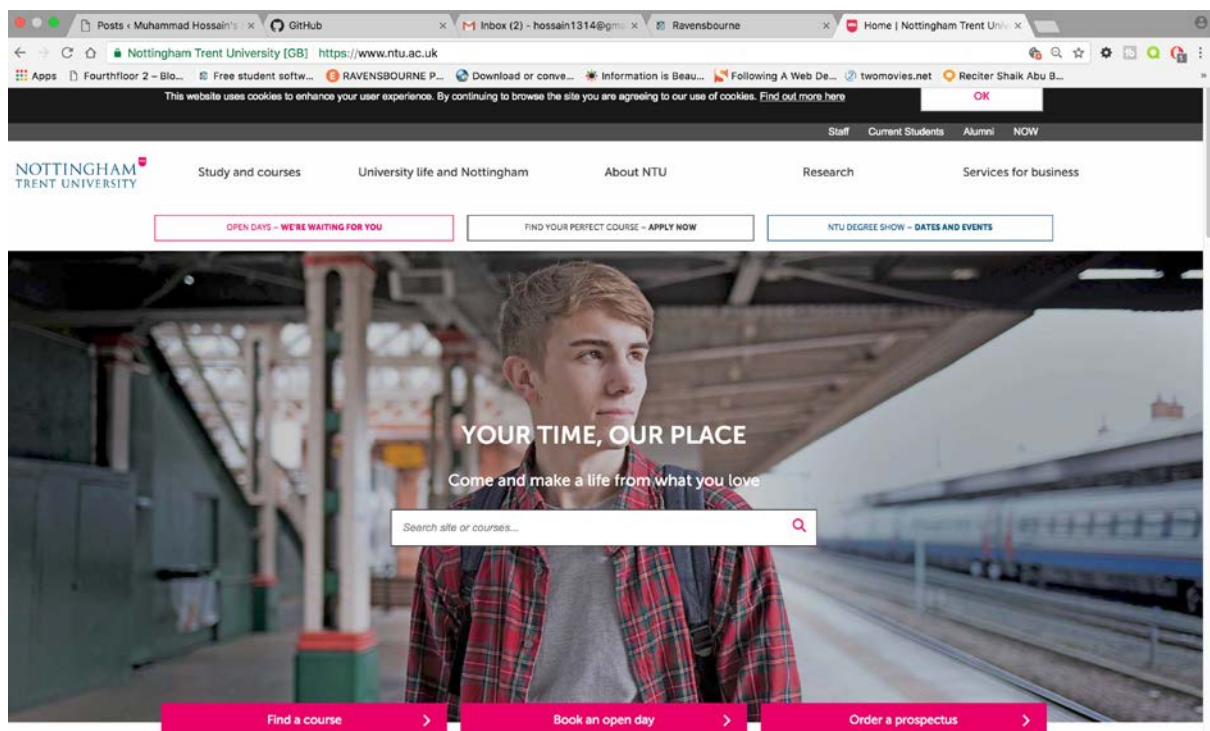 Posts ‹ Muhammad Hossain's
GitHub
Inbox (2) - hossain1314@gm
Ravensbourne
Home | Nottingham Trent Univ
Nottingham Trent University [GB] https://www.ntu.ac.uk
Apps Fourthfloor 2 – Blo... Free student softw... RAVENSBOURNE P... Download or conve... Information is Beau... Following A Web De... twomovies.net Reciter Shaik Abu B... »
This website uses cookies to enhance your user experience. By continuing to browse the site you are agreeing to our use of cookies. Find out more here OK
Staff Current Students Alumni NOW
NOTTINGHAM
TRENT UNIVERSITY
Study and courses University life and Nottingham About NTU Research Services for business
OPEN DAYS – WE'RE WAITING FOR YOU FIND YOUR PERFECT COURSE – APPLY NOW NTU DEGREE SHOW – DATES AND EVENTS
YOUR TIME, OUR PLACE
Come and make a life from what you love
Search site or courses...
Find a course Book an open day Order a prospectus